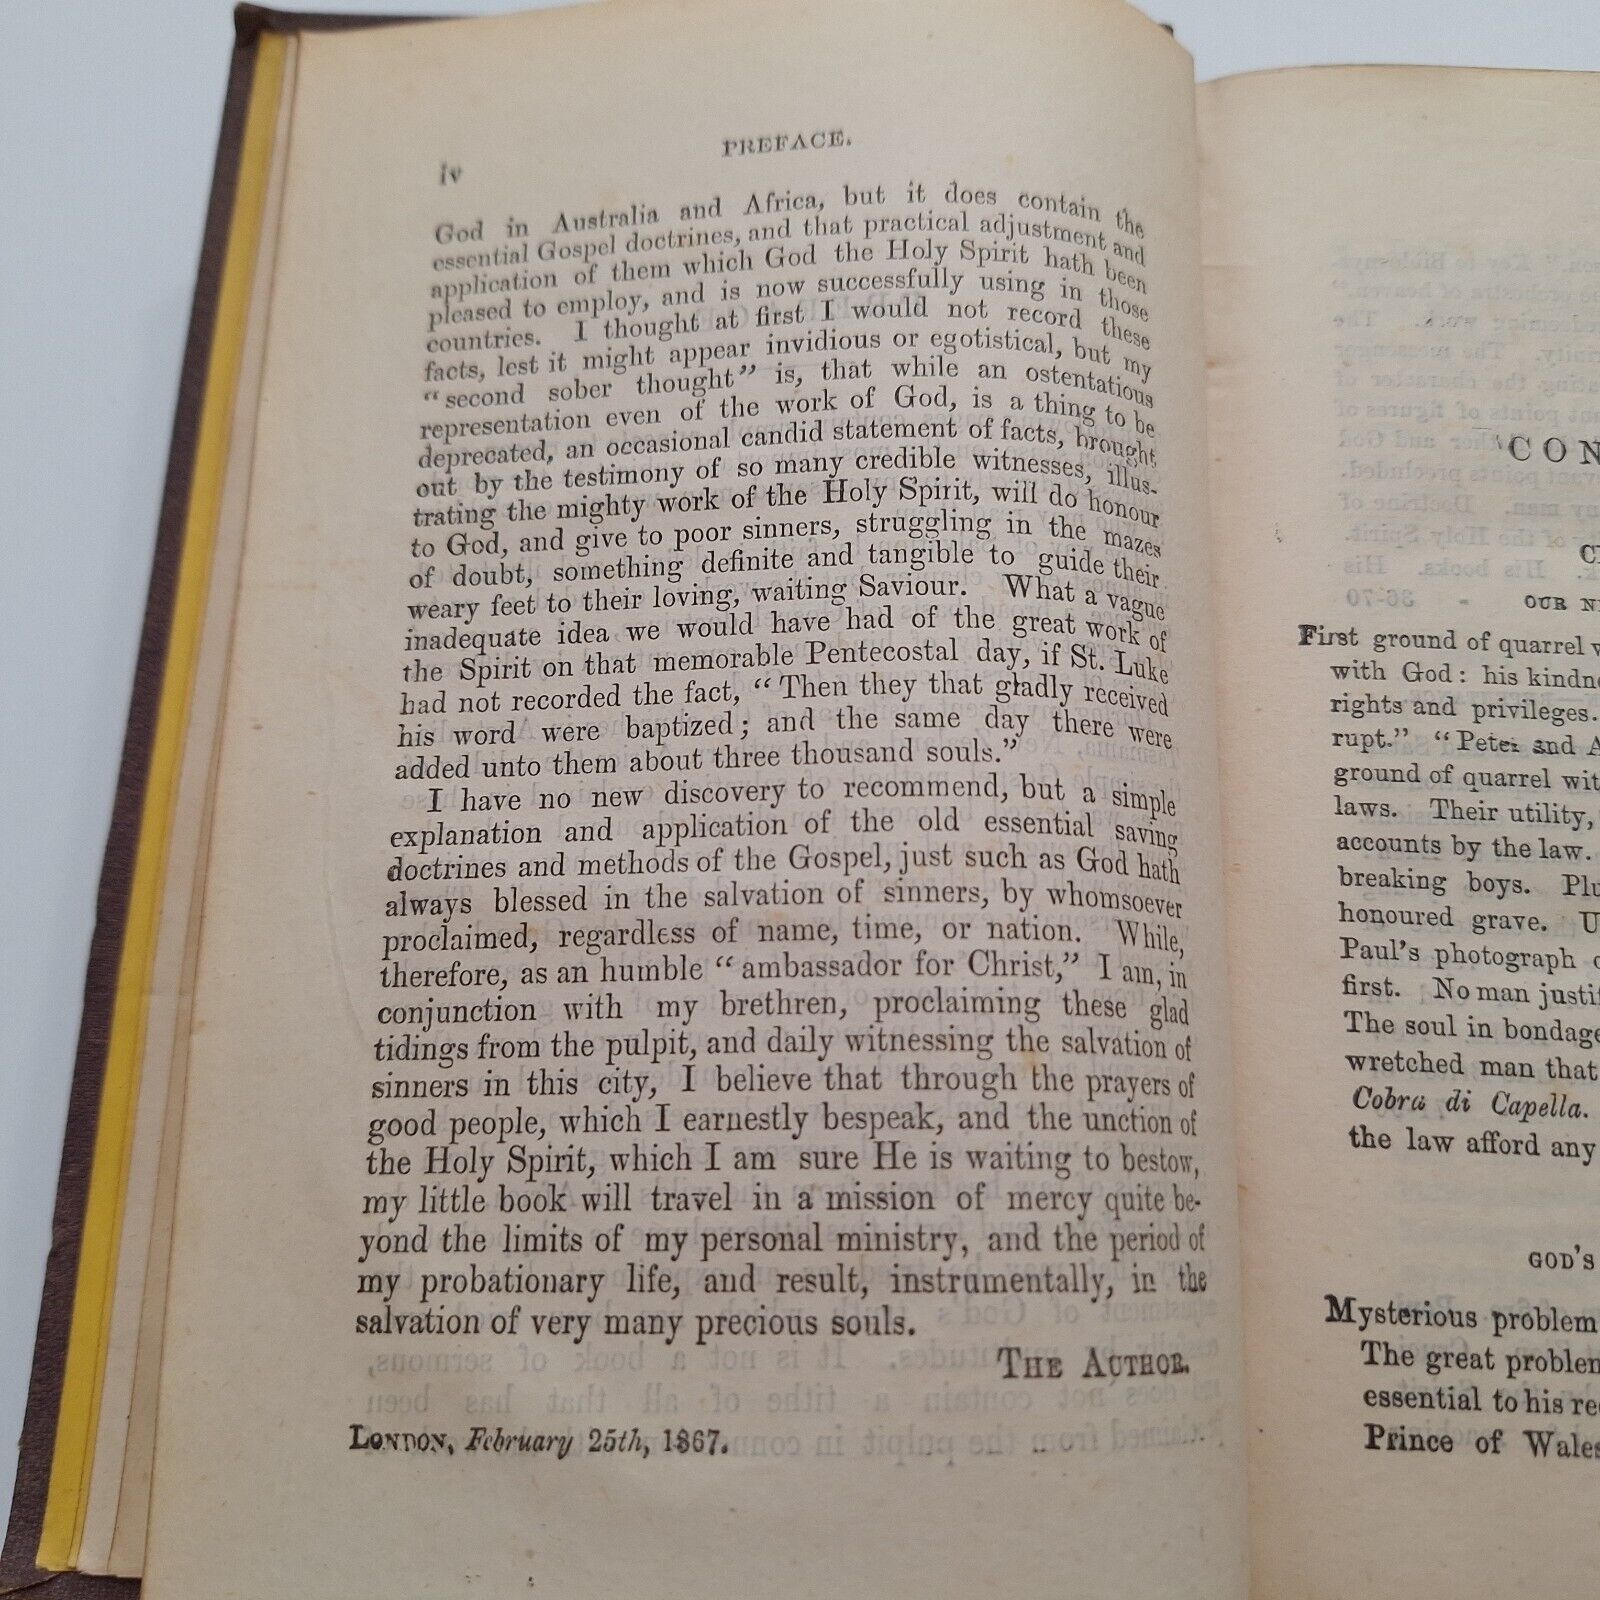 PREFACE.
iv
God in Australia and Africa, but it does contain the
essential Gospel doctrines, and that practical adjustment and
application of them which God the Holy Spirit hath been
pleased to employ, and is now successfully using in those
countries. I thought at first I would not record these
facts, lest it might appear invidious or egotistical, but my
"second sober thought" is, that while an ostentatious
representation even of the work of God, is a thing to be
deprecated, an occasional candid statement of facts, brought
out by the testimony of so many credible witnesses, illus-
trating the mighty work of the Holy Spirit, will do honour
to God, and give to poor sinners, struggling in the mazes
of doubt, something definite and tangible to guide their
weary feet to their loving, waiting Saviour. What a vague
inadequate idea we would have had of the great work of
the Spirit on that memorable Pentecostal day, if St. Luke
had not recorded the fact, "Then they that gladly received
his word were baptized; and the same day there were
added unto them about three thousand souls."
I have no new discovery to recommend, but a simple
explanation and application of the old essential saving
doctrines and methods of the Gospel, just such as God hath
always blessed in the salvation of sinners, by whomsoever
proclaimed, regardless of name, time, or nation. While,
therefore, as an humble "ambassador for Christ," I am, in
conjunction with my brethren, proclaiming these glad
tidings from the pulpit, and daily witnessing the salvation of
sinners in this city, I believe that through the prayers of
good people, which I earnestly bespeak, and the unction of
the Holy Spirit, which I am sure He is waiting to bestow,
my little book will travel in a mission of mercy quite be-
yond the limits of my personal ministry, and the period of
my probationary life, and result, instrumentally, in the
salvation of very many precious souls.
THE AUTHOR.
LONDON, February 25th, 1867.
CON
C
OUR N
First ground of quarrel
with God: his kindn
rights and privileges.
rupt." "Peter and A
ground of quarrel wit
laws. Their utility,
accounts by the law.
breaking boys. Plu
honoured grave. U
Paul's photograph
first. No man justif
The soul in bondage
wretched man that
Cobra di Capella.
the law afford any
GOD'S
Mysterious problem
The great problem
essential to his re
Prince of Wales